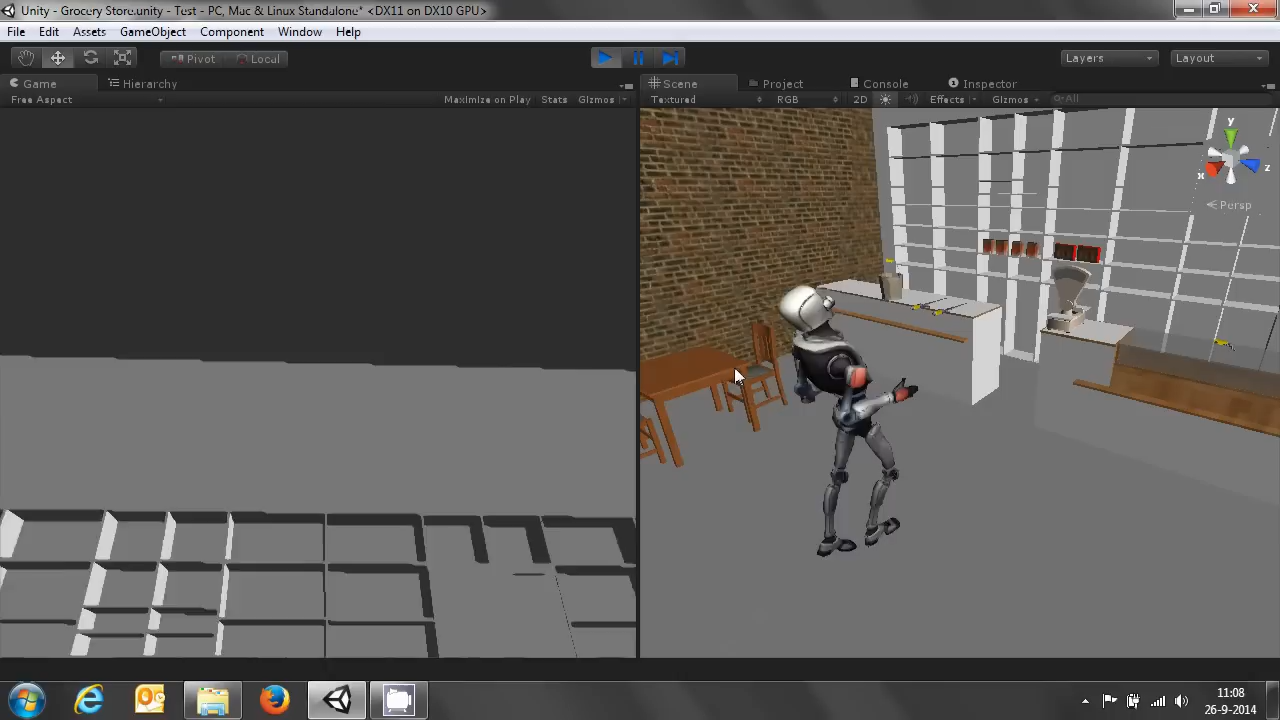 Unity - Grocery Store.unity - Test - PC, Mac & Linux Standalone* <DX11 on DX10 GPU>
File Edit Assets GameObject Component Window Help
Pivot Local Layers Layout
Game Hierarchy Scene Project Console Inspector
Free Aspect Maximize on Play Stats Gizmos Textured RGB 2D Effects Gizmos All
y
x z
Persp
11:08
26-9-2014